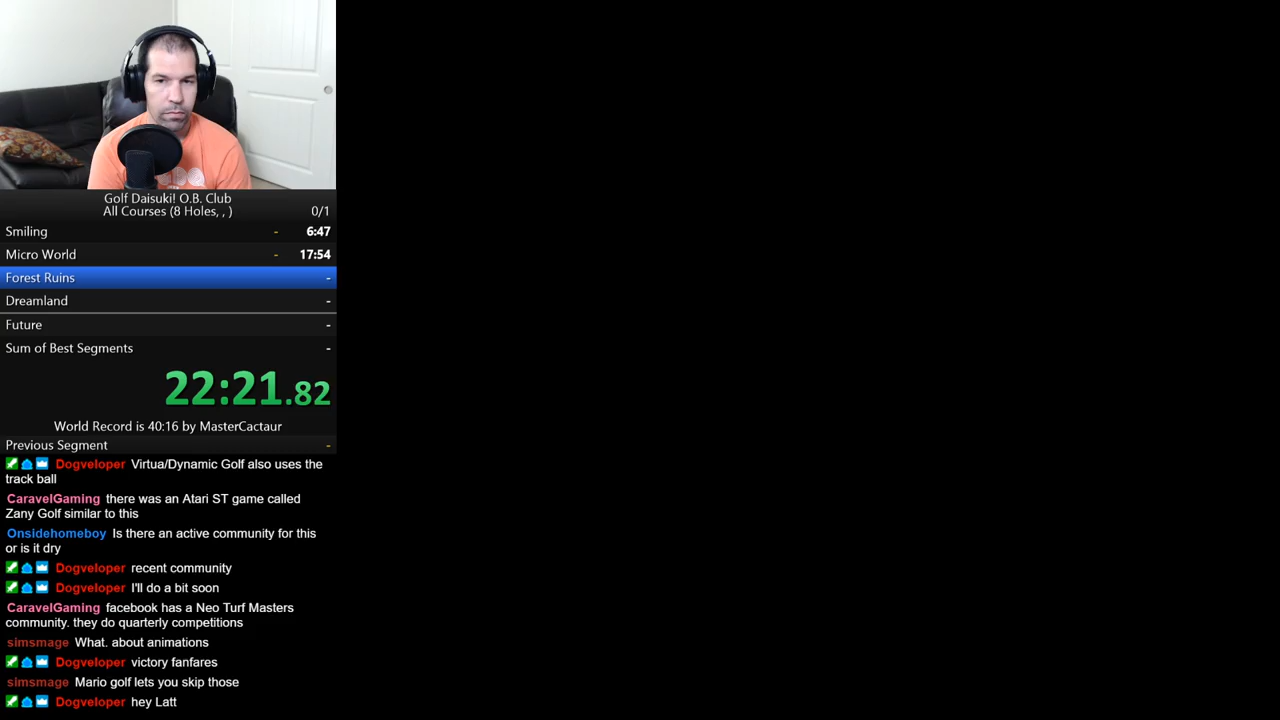 Golf Daisuki! O.B. Club
All Courses (8 Holes, , ) 0/1
Smiling - 6:47
Micro World - 17:54
Forest Ruins -
Dreamland -
Future -
Sum of Best Segments -
22:21.82
World Record is 40:16 by MasterCactaur
Previous Segment -
Dogveloper Virtua/Dynamic Golf also uses the
track ball
CaravelGaming there was an Atari ST game called
Zany Golf similar to this
Onsidehomeboy Is there an active community for this
or is it dry
Dogveloper recent community
Dogveloper I'll do a bit soon
CaravelGaming facebook has a Neo Turf Masters
community. they do quarterly competitions
simsmage What. about animations
Dogveloper victory fanfares
simsmage Mario golf lets you skip those
Dogveloper hey Latt